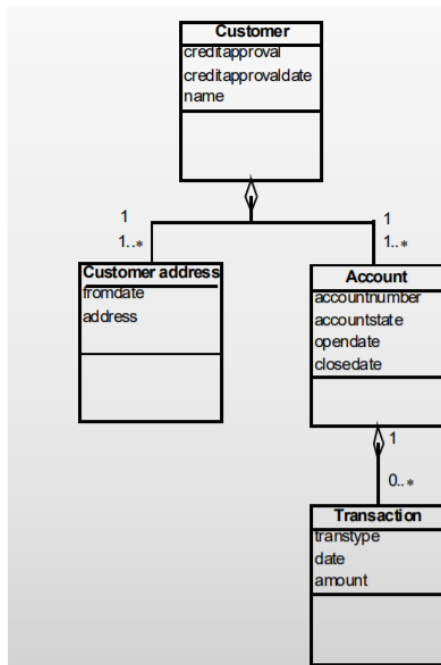 Customer
creditapproval
creditapprovaldate
name
1
1
1..*
1..*
Customer address
fromdate
address
Account
accountnumber
accountstate
opendate
closedate
1
0..*
Transaction
transtype
date
amount